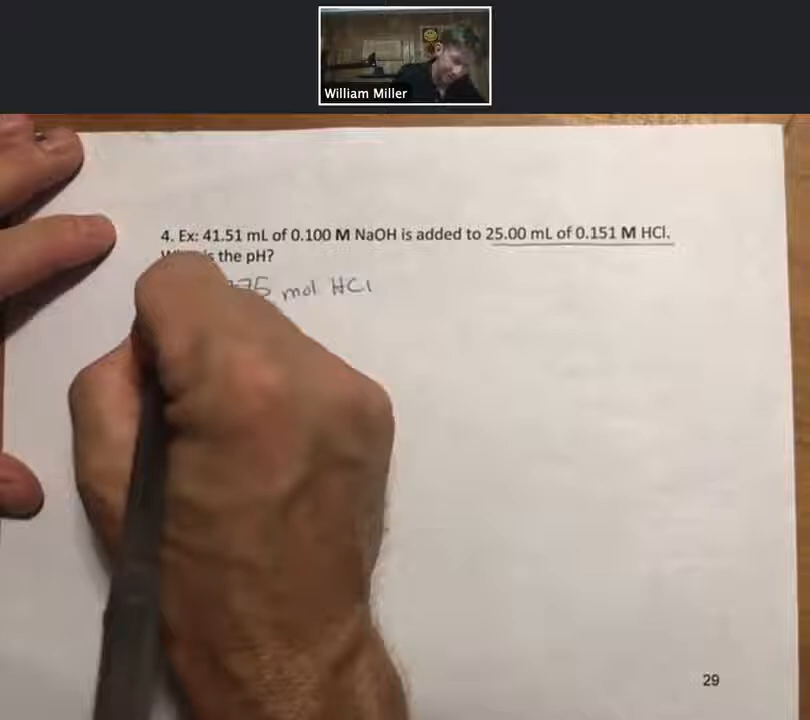 William Miller
4. Ex: 41.51 mL of 0.100 M NaOH is added to 25.00 mL of 0.151 M HCl.
is the pH?
mol HCl
29